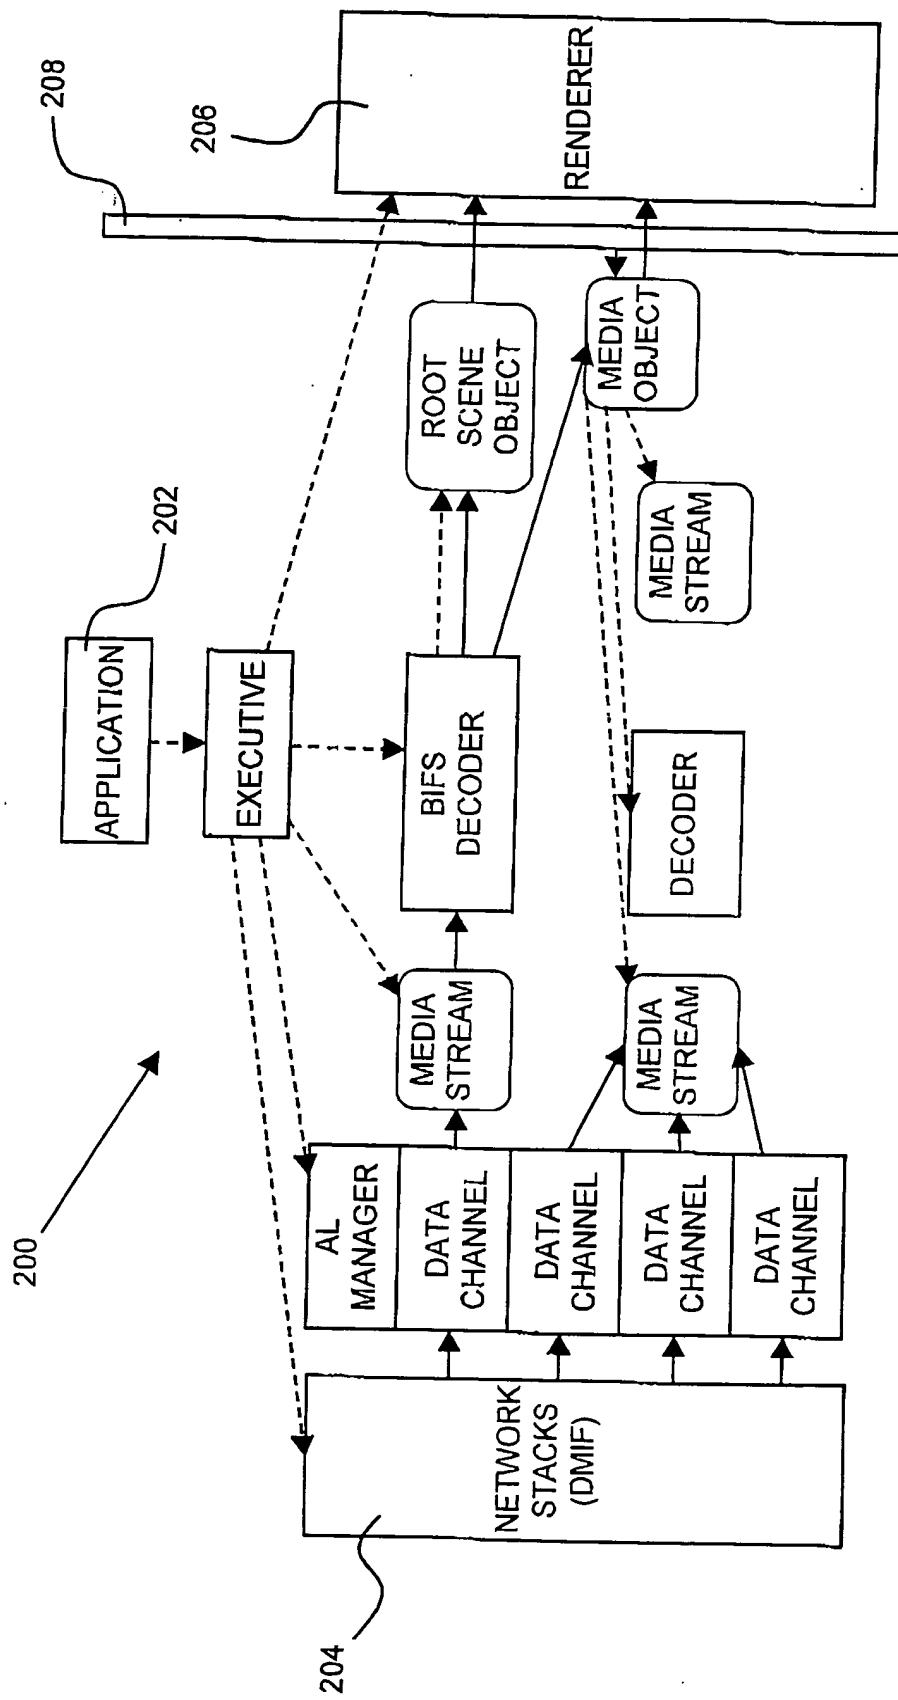 200
APPLICATION
202
208
EXECUTIVE
206
204
NETWORK
STACKS
(DMIF)
AL
MANAGER
DATA
CHANNEL
DATA
CHANNEL
DATA
CHANNEL
DATA
CHANNEL
MEDIA
STREAM
MEDIA
STREAM
BIFS
DECODER
DECODER
ROOT
SCENE
OBJECT
MEDIA
STREAM
MEDIA
OBJECT
RENDERER